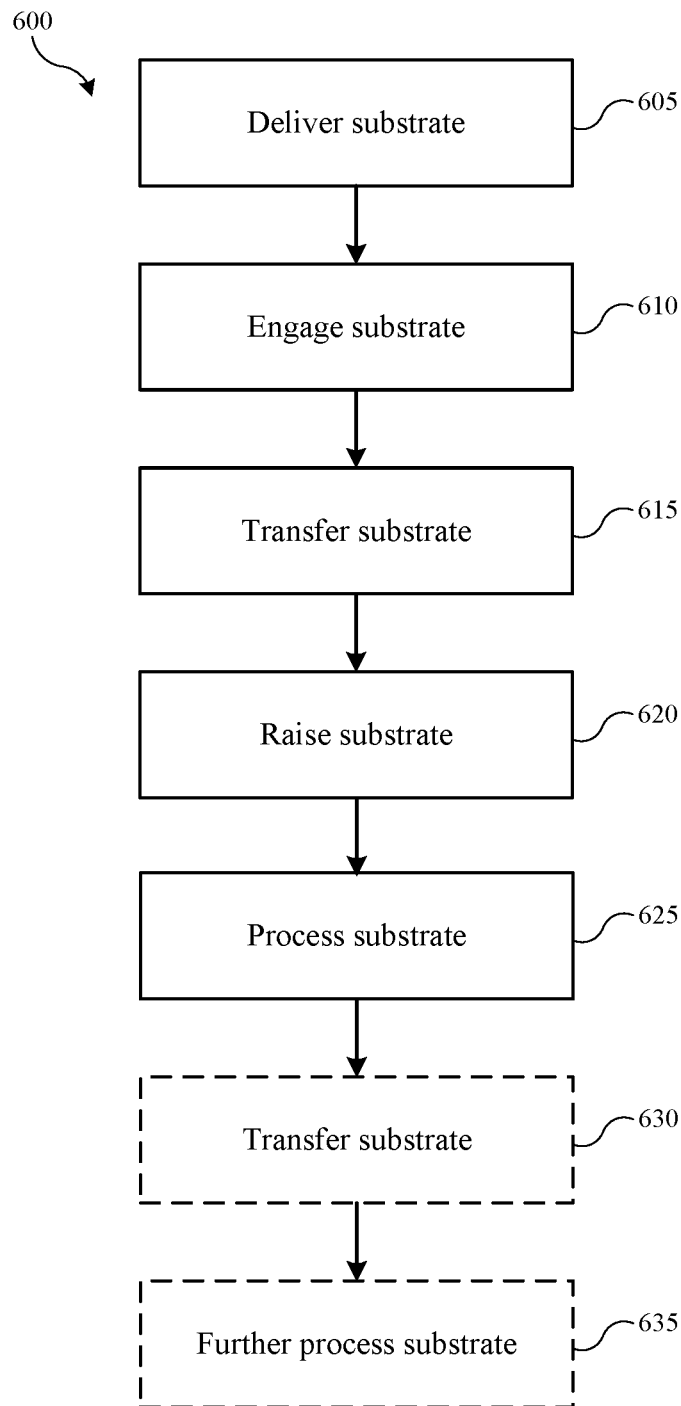 600
Deliver substrate
605
Engage substrate
610
Transfer substrate
615
Raise substrate
620
Process substrate
625
Transfer substrate
630
Further process substrate
635